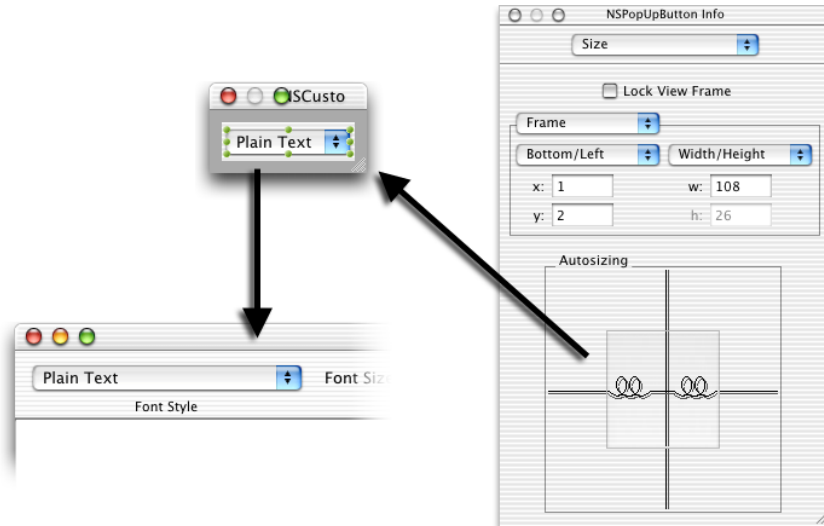 NSPopUpButton Info
Size
Lock View Frame
Frame
Bottom/Left
Width/Height
x: 1
w: 108
y: 2
h: 26
Autosizing
SCusto
Plain Text
Plain Text
Font Siz
Font Style